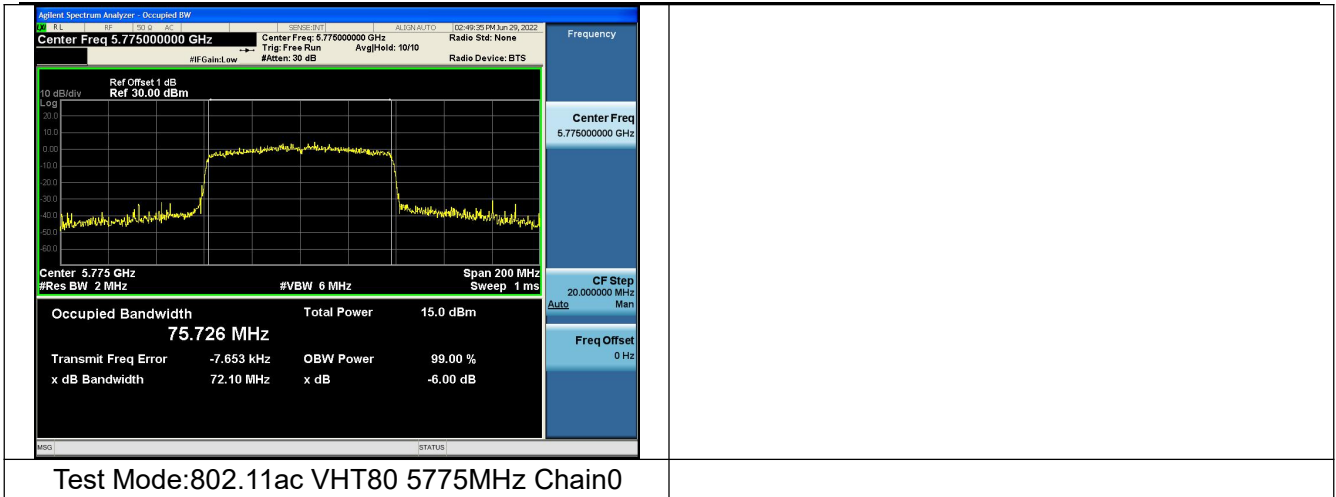 Agilent Spectrum Analyzer - Occupied BW
RL RF 50 Ω AC SENSE:INT ALIGN AUTO 02:49:35 PM Jun 29, 2022
Center Freq 5.775000000 GHz
Center Freq: 5.775000000 GHz
Radio Std: None
Trig: Free Run Avg|Hold: 10/10
#IFGain:Low #Atten: 30 dB Radio Device: BTS
Frequency
Ref Offset 1 dB
10 dB/div Ref 30.00 dBm
Log
20.0
10.0
0.00
-10.0
-20.0
-30.0
-40.0
-50.0
-60.0
Center 5.775 GHz Span 200 MHz
#Res BW 2 MHz #VBW 6 MHz Sweep 1 ms
Center Freq
5.775000000 GHz
CF Step
20.000000 MHz
Auto Man
Freq Offset
0 Hz
Occupied Bandwidth Total Power 15.0 dBm
75.726 MHz
Transmit Freq Error -7.653 kHz OBW Power 99.00 %
x dB Bandwidth 72.10 MHz x dB -6.00 dB
MSG STATUS
Test Mode:802.11ac VHT80 5775MHz Chain0